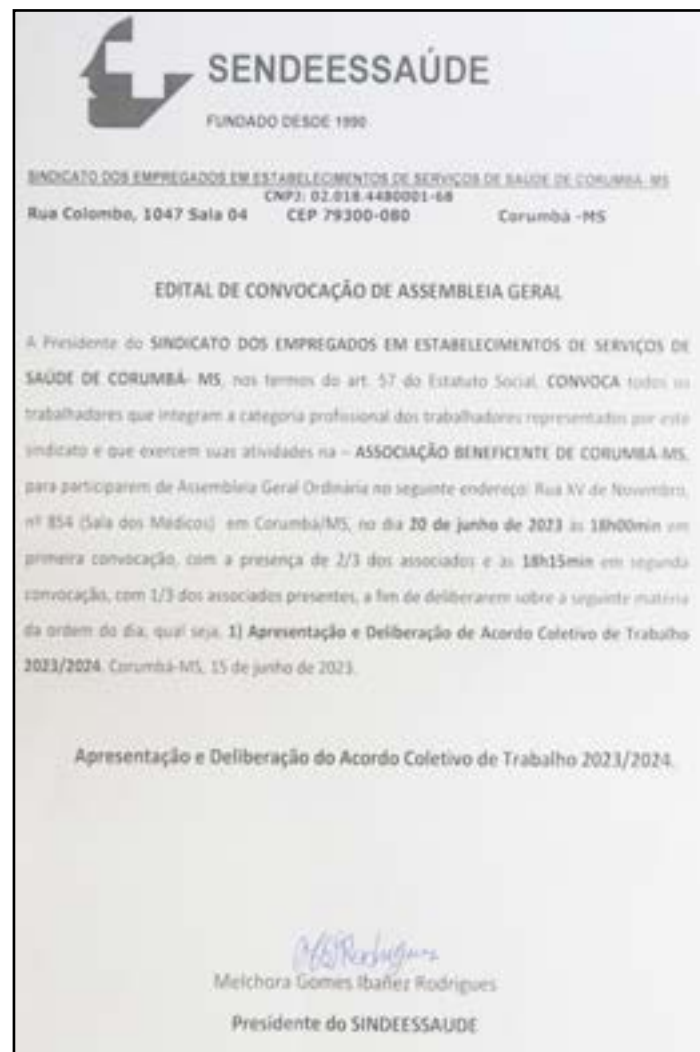 SENDEESSAÚDE
FUNDADO DESDE 1990
SINDICATO DOS EMPREGADOS EM ESTABELECIMENTOS DE SERVIÇOS DE SAUDE DE CORUMBÁ MS
CNPJ: 02.018.4480001-68
Rua Colombo, 1047 Sala 04 CEP 79300-080 Corumbá -MS
EDITAL DE CONVOCAÇÃO DE ASSEMBLEIA GERAL
A Presidente do SINDICATO DOS EMPREGADOS EM ESTABELECIMENTOS DE SERVIÇOS DE
SAÚDE DE CORUMBÁ- MS, nos termos do art. 57 do Estatuto Social, CONVOCA todos os
trabalhadores que integram a categoria profissional dos trabalhadores representados por este
sindicato e que exercem suas atividades na – ASSOCIAÇÃO BENEFICENTE DE CORUMBÁ-MS,
para participarem de Assembleia Geral Ordinária no seguinte endereço: Rua XV de Novembro,
nº 854 (Sala dos Médicos) em Corumbá/MS, no dia 20 de junho de 2023 às 18h00min em
primeira convocação, com a presença de 2/3 dos associados e às 18h15min em segunda
convocação, com 1/3 dos associados presentes, a fim de deliberarem sobre a seguinte matéria
da ordem do dia, qual seja, 1) Apresentação e Deliberação de Acordo Coletivo de Trabalho
2023/2024. Corumbá-MS, 15 de junho de 2023.
Apresentação e Deliberação do Acordo Coletivo de Trabalho 2023/2024.
Melchora Gomes Ibañez Rodrigues
Presidente do SINDEESSAUDE